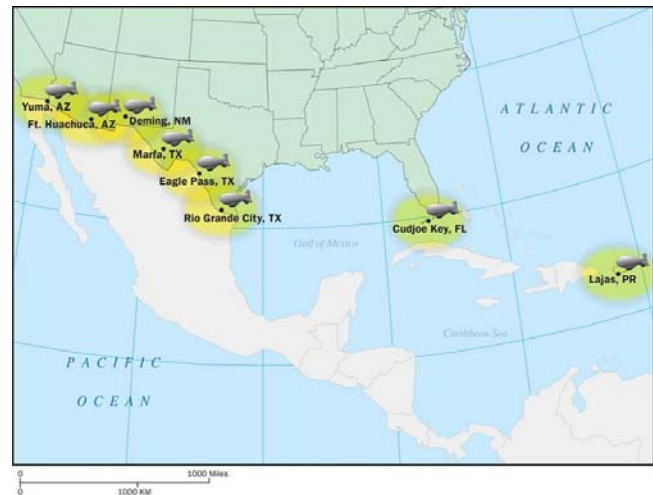 ATLANTIC
OCEAN
Yuma, AZ
Ft. Huachuca, AZ
Deming, NM
Marfa, TX
Eagle Pass, TX
Rio Grande City, TX
Cudjoe Key, FL
Gulf of Mexico
Lajas, PR
Caribbean Sea
PACIFIC
OCEAN
0 1000 Miles
0 1000 KM